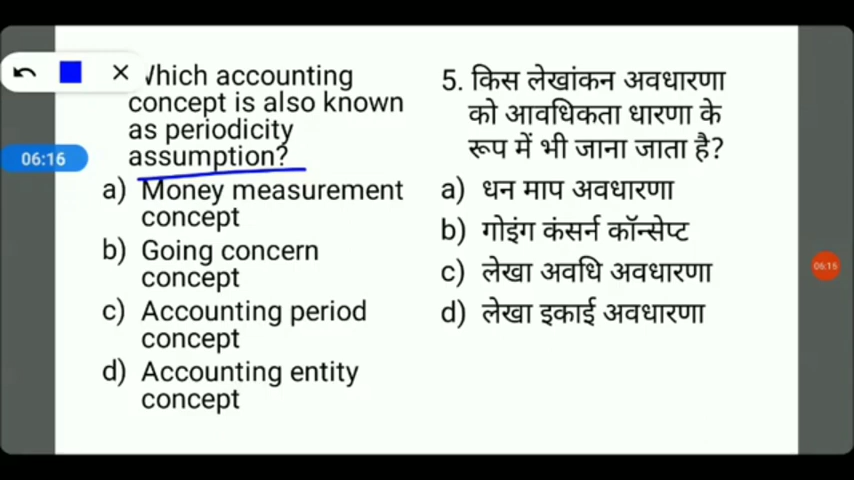 Which accounting
concept is also known
as periodicity
assumption?
a) Money measurement
concept
b) Going concern
concept
c) Accounting period
concept
d) Accounting entity
concept
5. किस लेखांकन अवधारणा
को आवधिकता धारणा के
रूप में भी जाना जाता है?
a) धन माप अवधारणा
b) गोइंग कंसर्न कॉन्सेप्ट
c) लेखा अवधि अवधारणा
d) लेखा इकाई अवधारणा
06:16
06:15